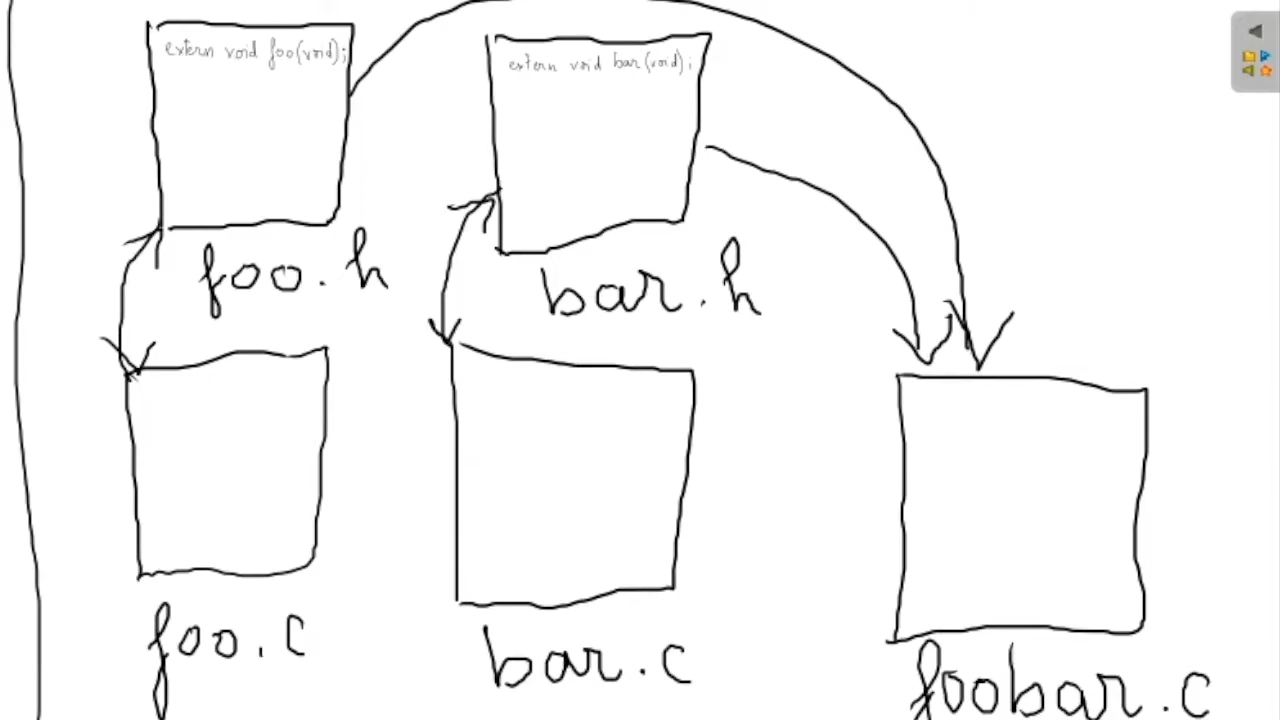 extern void foo(void);
extern void bar(void);
foo.h
bar.h
foo.c
bar.c
foobar.c